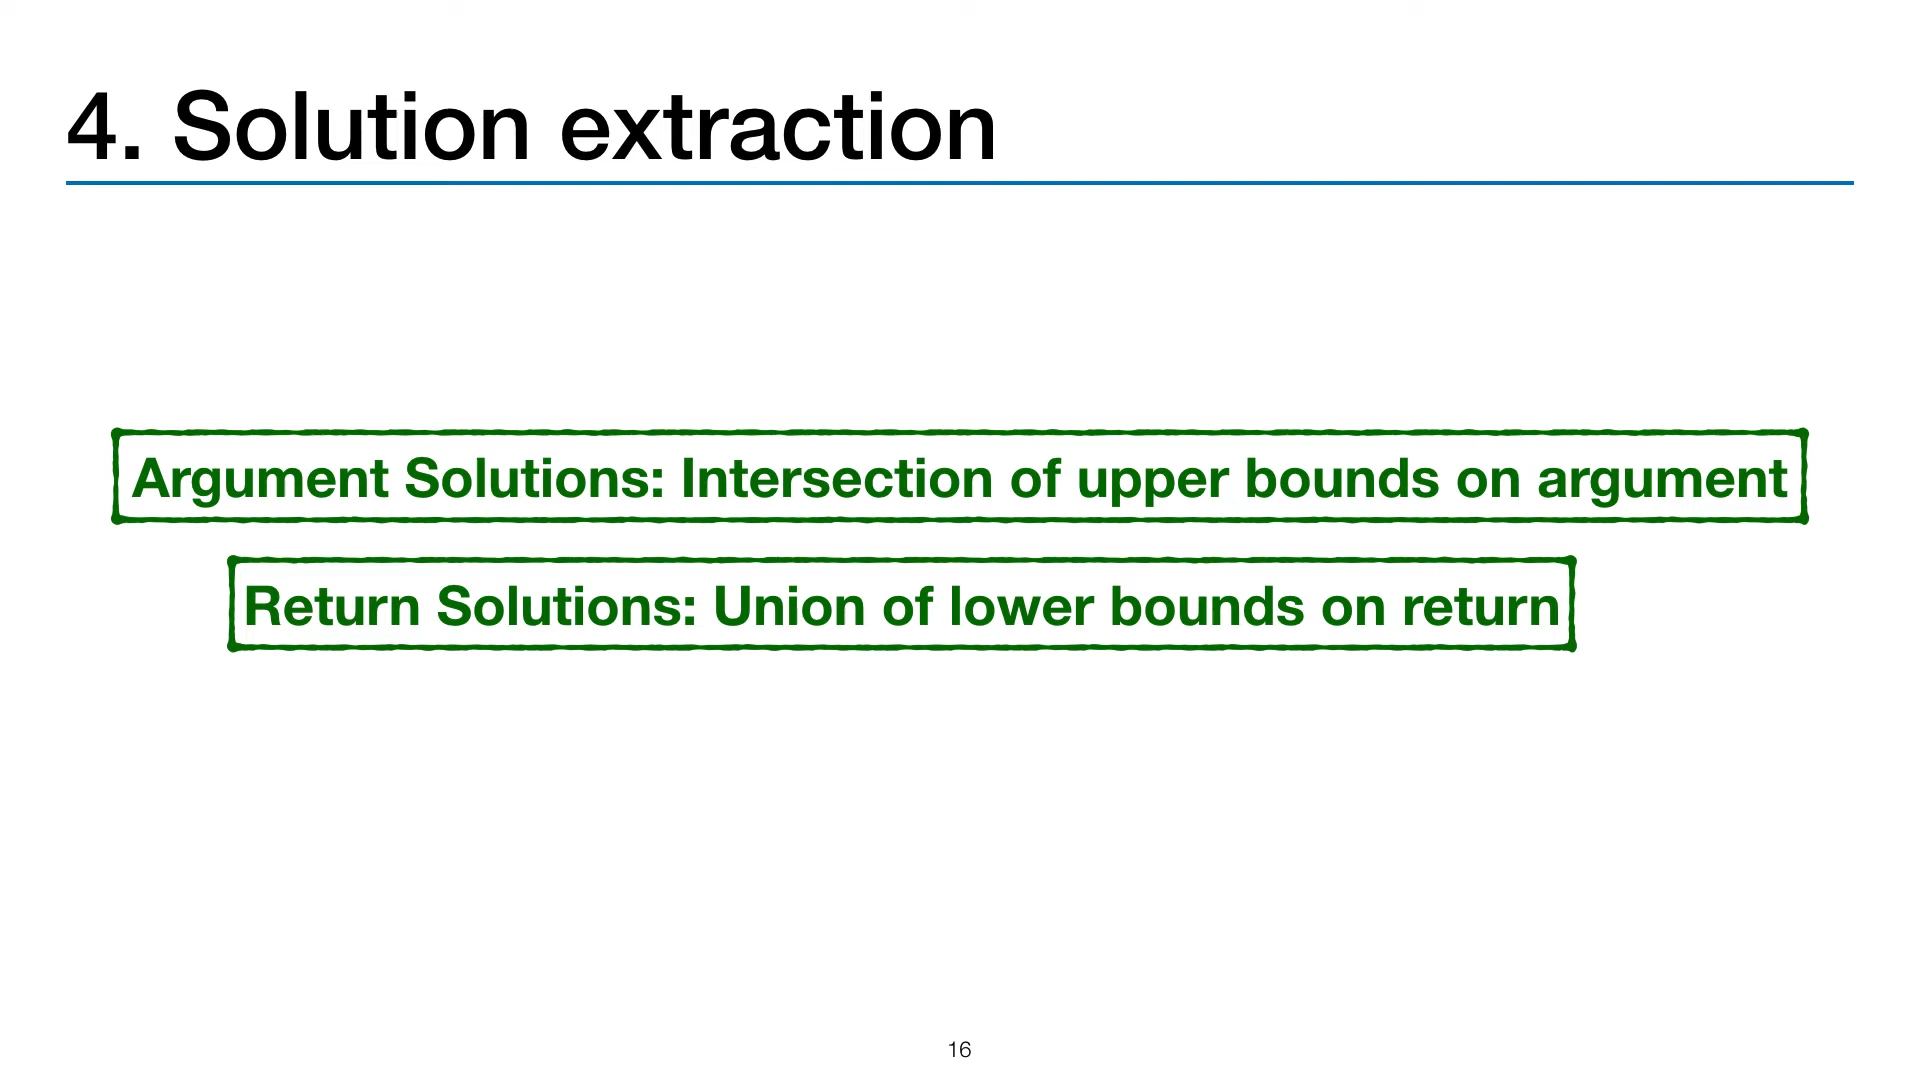 4. Solution extraction
Argument Solutions: Intersection of upper bounds on argument
Return Solutions: Union of lower bounds on return
16